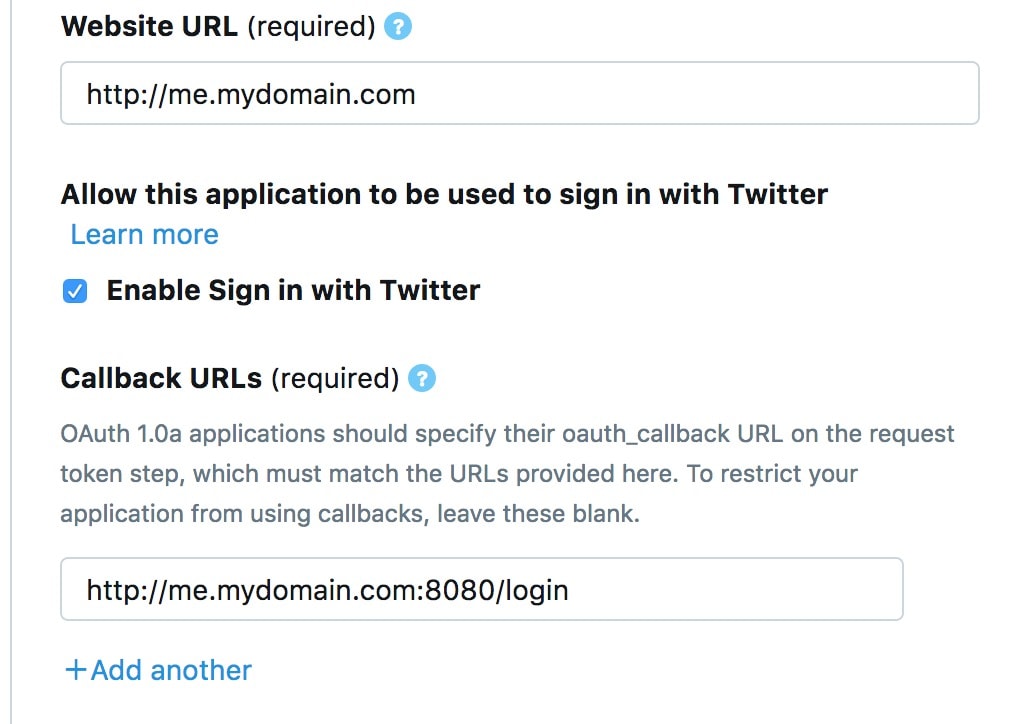 Website URL (required) ?
http://me.mydomain.com
Allow this application to be used to sign in with Twitter
Learn more
Enable Sign in with Twitter
Callback URLs (required) ?
OAuth 1.0a applications should specify their oauth_callback URL on the request
token step, which must match the URLs provided here. To restrict your
application from using callbacks, leave these blank.
http://me.mydomain.com:8080/login
+Add another